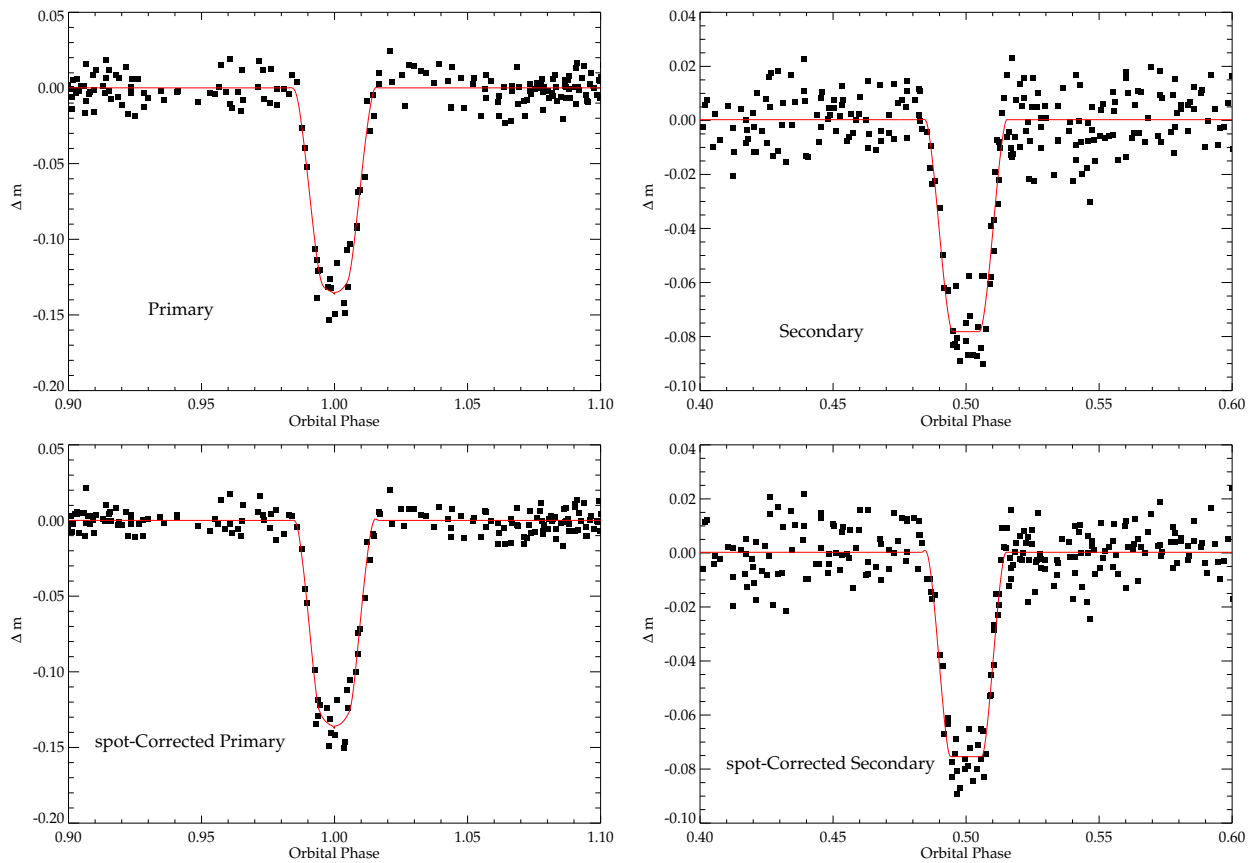 0.05
0.00
-0.05
-0.10
-0.15
-0.20
Δ m
Primary
0.90 0.95 1.00 1.05 1.10
Orbital Phase
0.04
0.02
0.00
-0.02
-0.04
-0.06
-0.08
-0.10
Δ m
Secondary
0.40 0.45 0.50 0.55 0.60
Orbital Phase
0.05
0.00
-0.05
-0.10
-0.15
-0.20
Δ m
spot-Corrected Primary
0.90 0.95 1.00 1.05 1.10
Orbital Phase
0.04
0.02
0.00
-0.02
-0.04
-0.06
-0.08
-0.10
Δ m
spot-Corrected Secondary
0.40 0.45 0.50 0.55 0.60
Orbital Phase